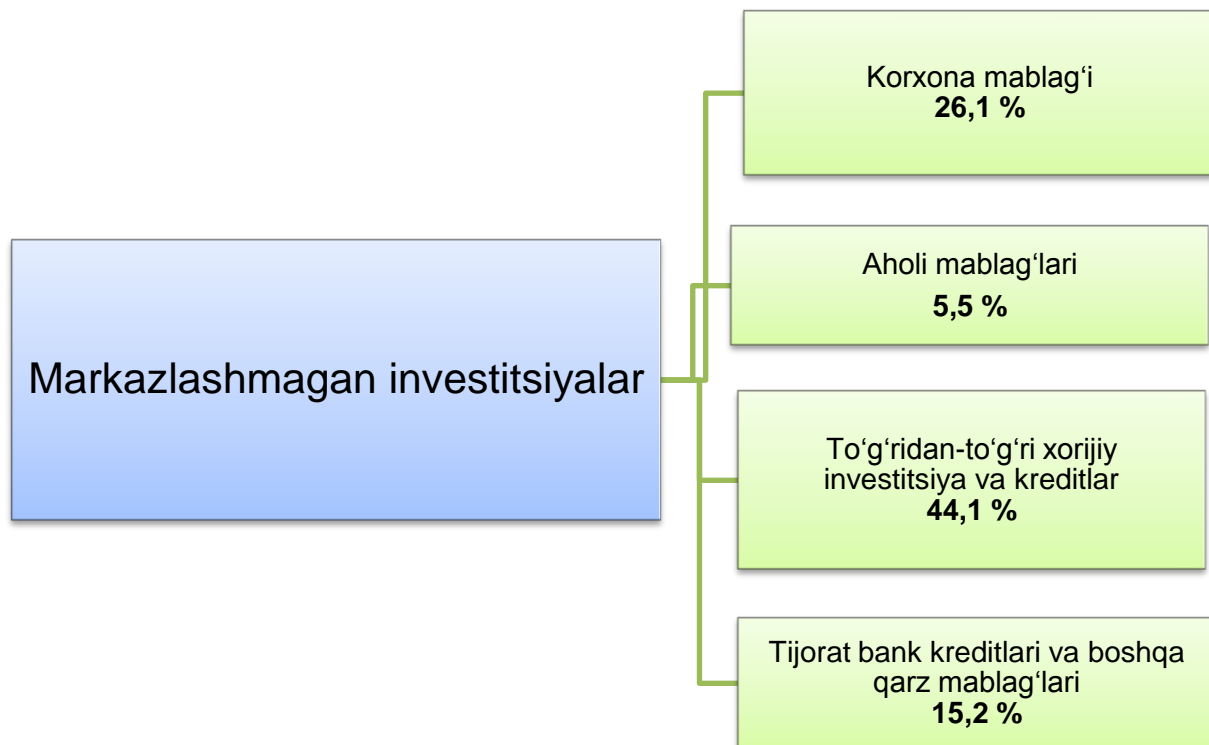 Korxona mablag‘i
26,1 %
Aholi mablag‘lari
5,5 %
Markazlashmagan investitsiyalar
To‘g‘ridan-to‘g‘ri xorijiy
investitsiya va kreditlar
44,1 %
Tijorat bank kreditlari va boshqa
qarz mablag‘lari
15,2 %